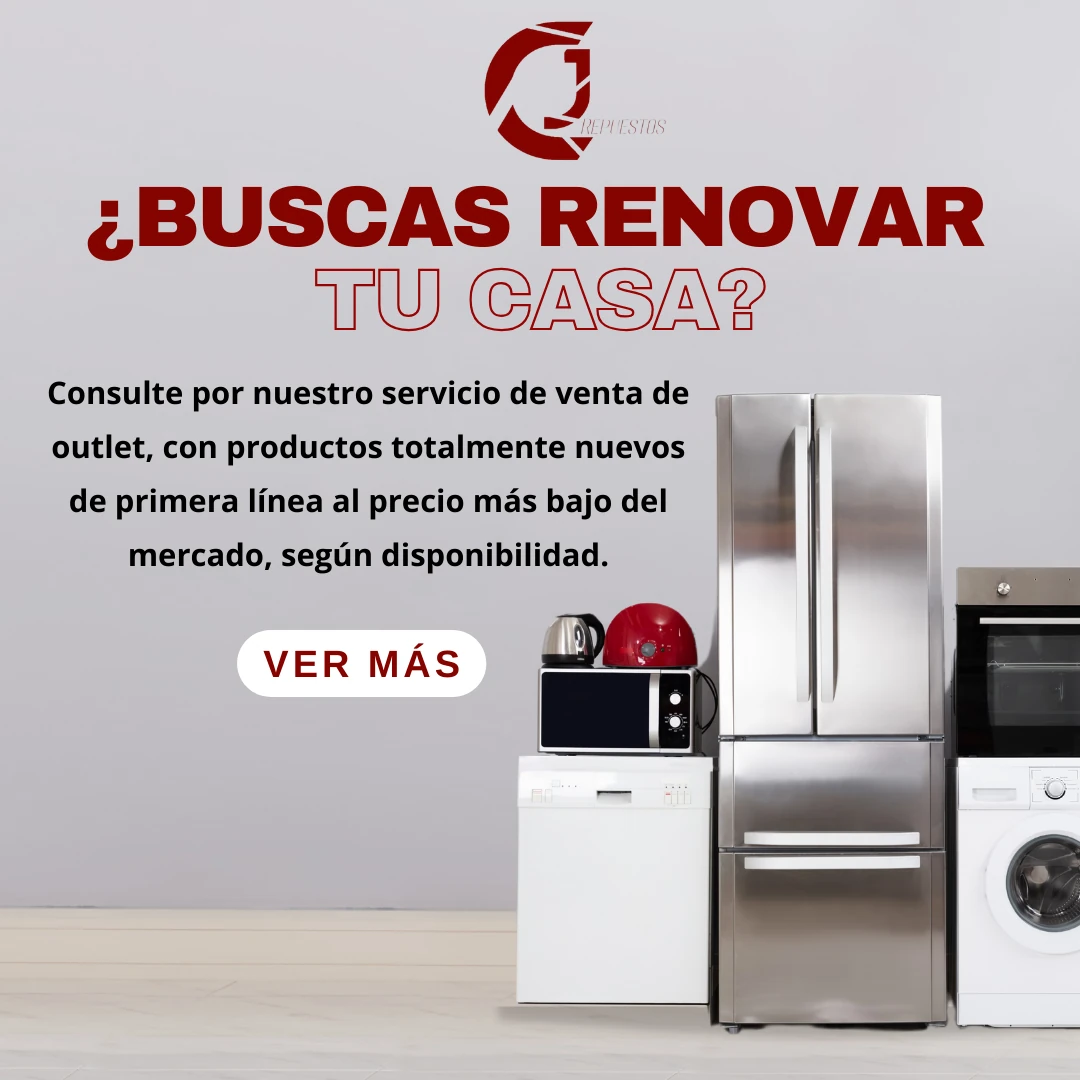 REPUESTOS
¿BUSCAS RENOVAR
TU CASA?
Consulte por nuestro servicio de venta de
outlet, con productos totalmente nuevos
de primera línea al precio más bajo del
mercado, según disponibilidad.
VER MÁS